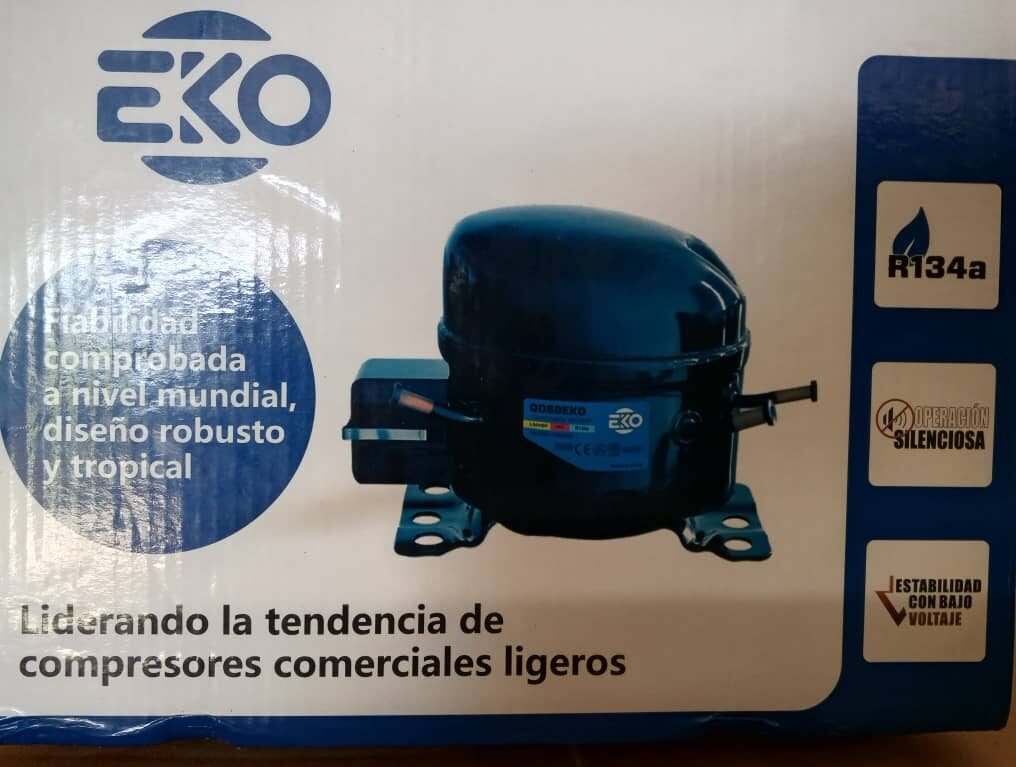 EKO
Fiabilidad
comprobada
a nivel mundial,
diseño robusto
y tropical
EKO
R134a
OPERACIÓN
SILENCIOSA
ESTABILIDAD
CON BAJO
VOLTAJE
Liderando la tendencia de
compresores comerciales ligeros